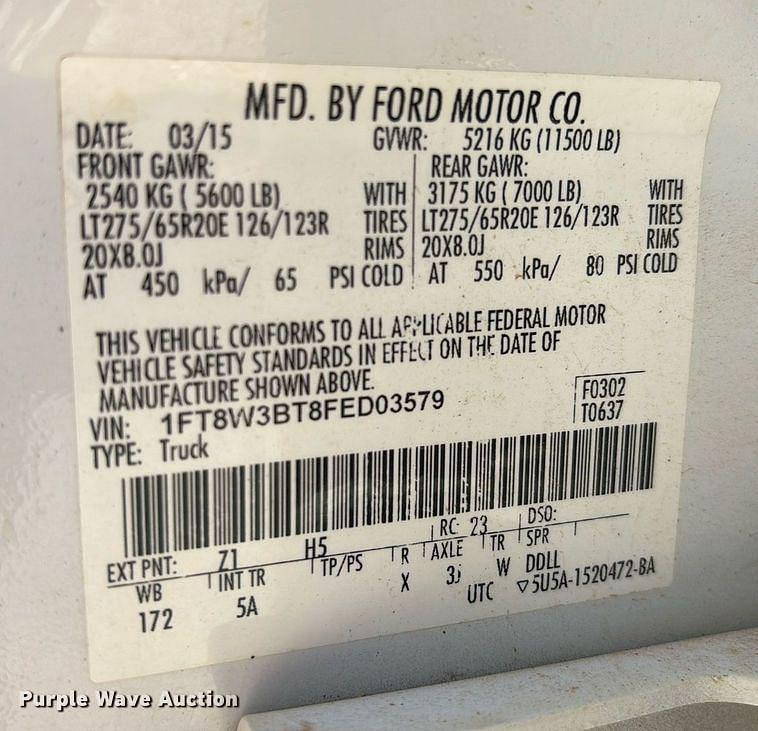 MFD. BY FORD MOTOR CO.
DATE: 03/15 GVWR: 5216 KG (11500 LB)
FRONT GAWR: REAR GAWR:
2540 KG ( 5600 LB) WITH 3175 KG ( 7000 LB) WITH
LT275/65R20E 126/123R TIRES LT275/65R20E 126/123R TIRES
20X8.0J RIMS 20X8.0J RIMS
AT 450 kPa/ 65 PSI COLD AT 550 kPa/ 80 PSI COLD
THIS VEHICLE CONFORMS TO ALL APPLICABLE FEDERAL MOTOR
VEHICLE SAFETY STANDARDS IN EFFECT ON THE DATE OF
MANUFACTURE SHOWN ABOVE.
VIN: 1FT8W3BT8FED03579
F0302
TYPE: Truck
T0637
EXT PNT: Z1 H5 RC: 23 DSO:
WB INT TR TP/PS R AXLE TR SPR
172 5A X W DDLL
UTC ▽5U5A-1520472-BA
Purple Wave Auction